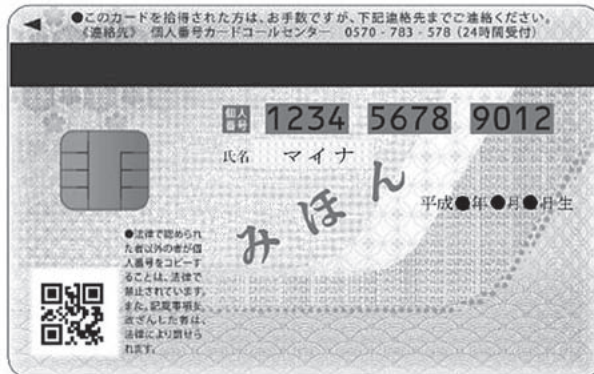 ●このカードを拾得された方は、お手数ですが、下記連絡先までご連絡ください。
《連絡先》 個人番号カードコールセンター 0570-783-578 (24時間受付)
個人番号 1234 5678 9012
氏名 マイナ
平成●年●月●日生
みほん
●法律で認められ
た者以外の者が個
人番号をコピーす
ることは、法律で
禁止されています。
また、記載事項を
改ざんした者は、
法律により罰せら
れます。